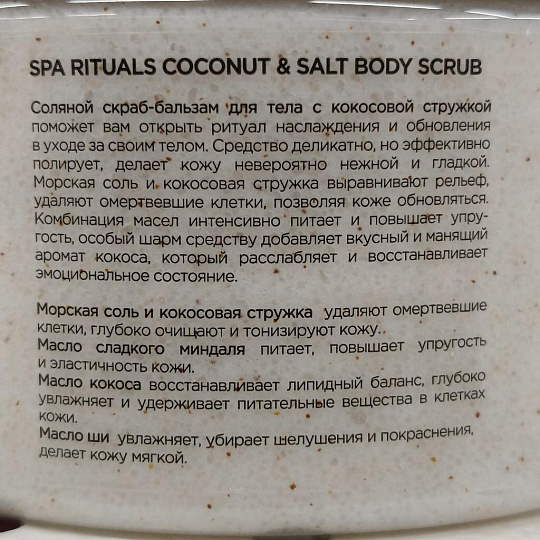 SPA RITUALS COCONUT & SALT BODY SCRUB
Соляной скраб-бальзам для тела с кокосовой стружкой
поможет вам открыть ритуал наслаждения и обновления
в уходе за своим телом. Средство деликатно, но эффективно
полирует, делает кожу невероятно нежной и гладкой.
Морская соль и кокосовая стружка выравнивают рельеф,
удаляют омертвевшие клетки, позволяя коже обновляться.
Комбинация масел интенсивно питает и повышает упру-
гость, особый шарм средству добавляет вкусный и манящий
аромат кокоса, который расслабляет и восстанавливает
эмоциональное состояние.
Морская соль и кокосовая стружка удаляют омертвевшие
клетки, глубоко очищают и тонизируют кожу..
Масло сладкого миндаля питает, повышает упругость
и эластичность кожи.
Масло кокоса восстанавливает липидный баланс, глубоко
увлажняет и удерживает питательные вещества в клетках
кожи.
Масло ши увлажняет, убирает шелушения и покраснения,
делает кожу мягкой.